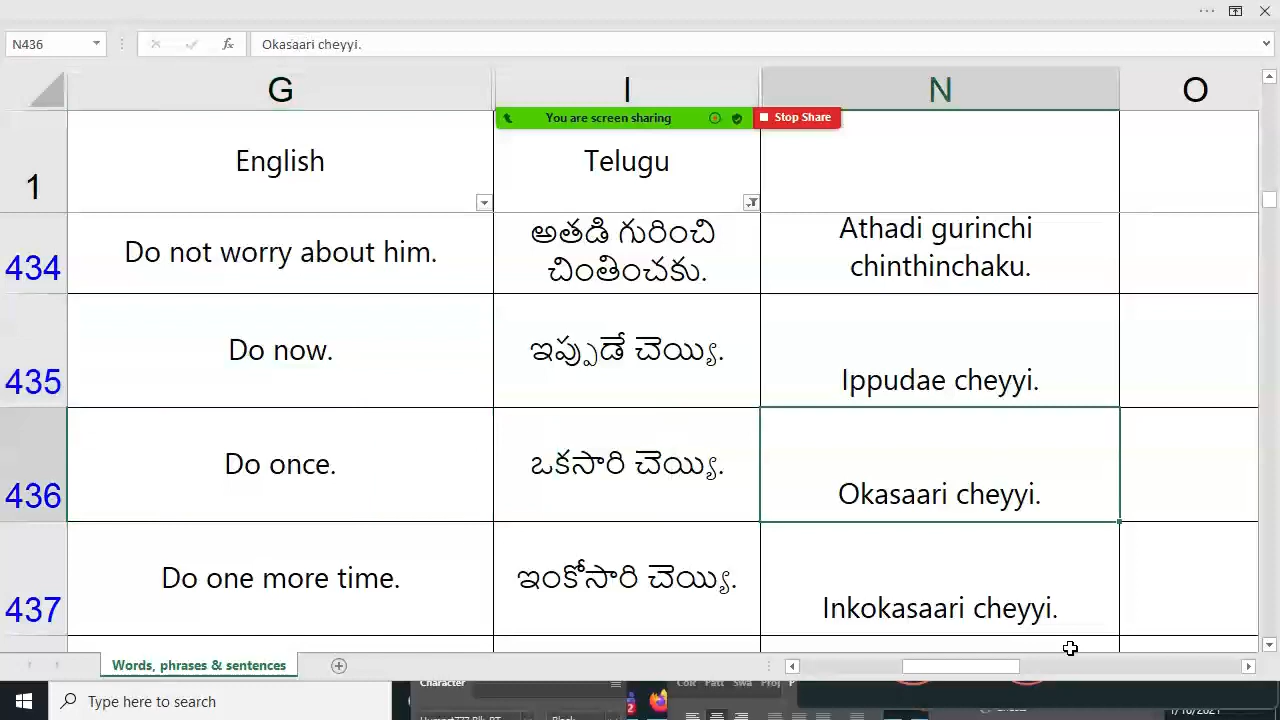 N436
fx
Okasaari cheyyi.
G
I
N
O
You are screen sharing
Stop Share
1
English
Telugu
434
Do not worry about him.
అతడి గురించి
చింతించకు.
Athadi gurinchi
chinthinchaku.
435
Do now.
ఇప్పుడే చెయ్యి.
Ippudae cheyyi.
436
Do once.
ఒకసారి చెయ్యి.
Okasaari cheyyi.
437
Do one more time.
ఇంకోసారి చెయ్యి.
Inkokasaari cheyyi.
Words, phrases & sentences
Type here to search
Character